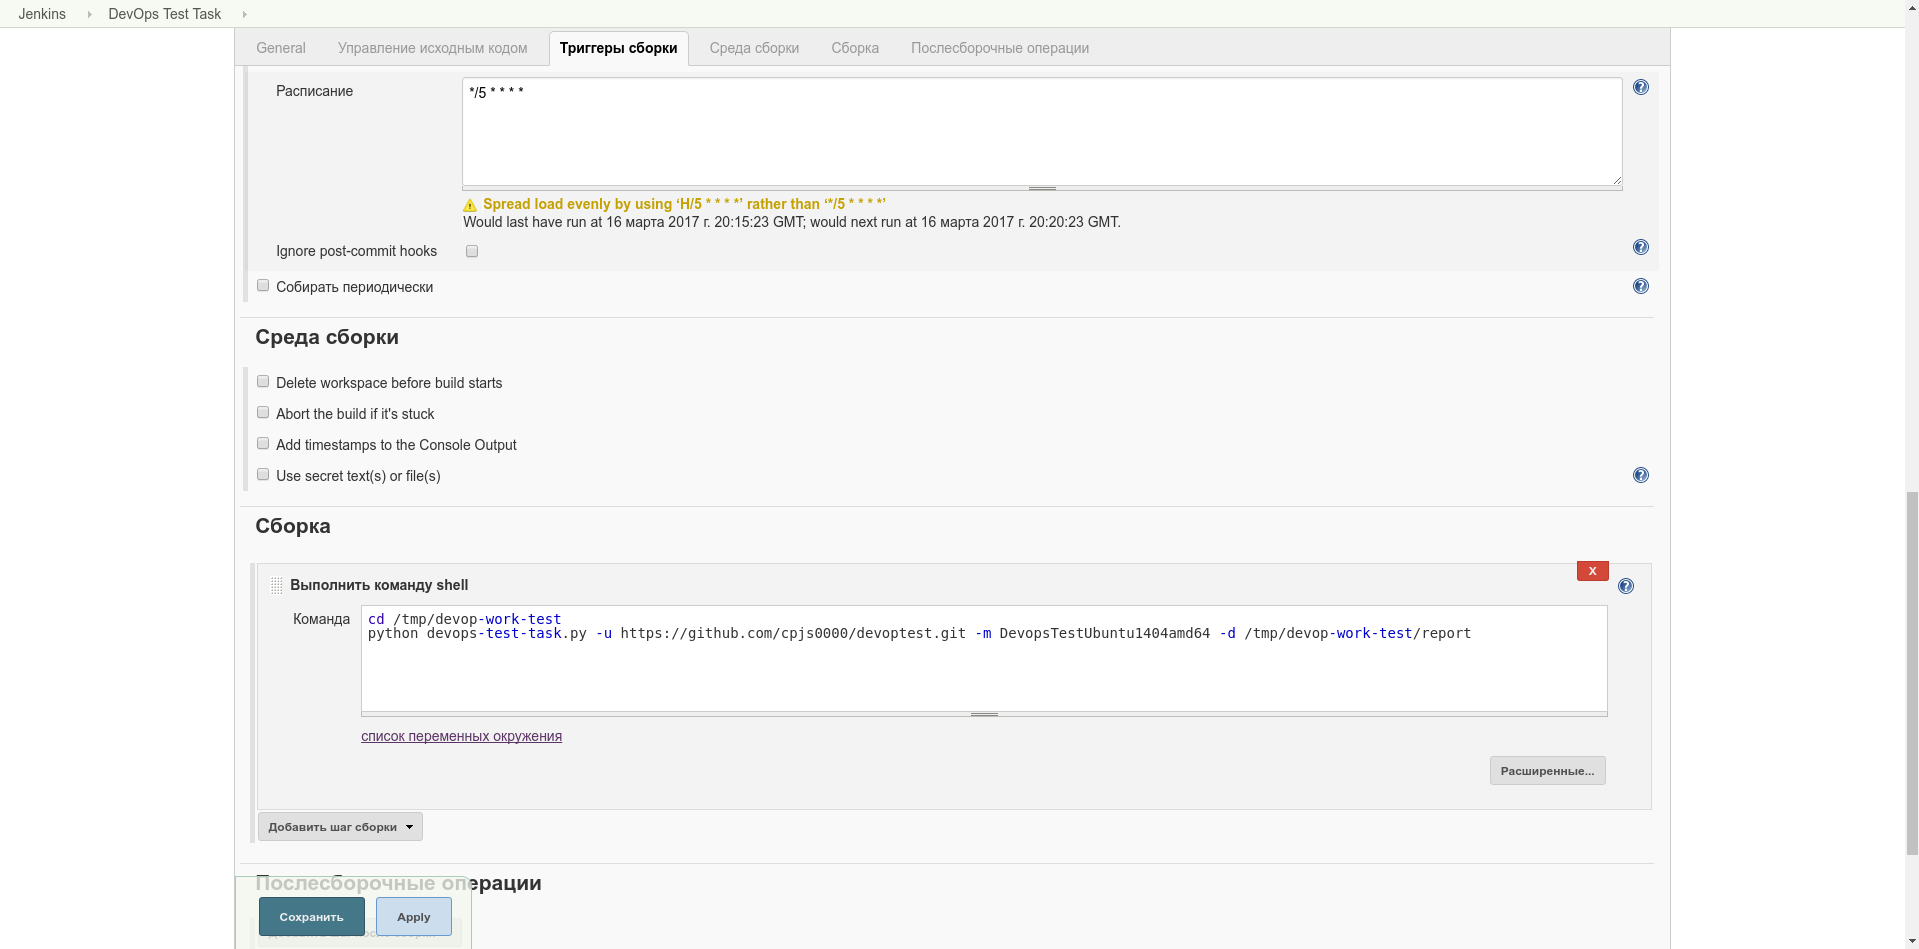 Jenkins DevOps Test Task
General Управление исходным кодом Триггеры сборки Среда сборки Сборка Послесборочные операции
Расписание
*/5 * * * *
Spread load evenly by using ‘H/5 * * * *’ rather than ‘*/5 * * * *’
Would last have run at 16 марта 2017 г. 20:15:23 GMT; would next run at 16 марта 2017 г. 20:20:23 GMT.
Ignore post-commit hooks
Собирать периодически
Среда сборки
Delete workspace before build starts
Abort the build if it's stuck
Add timestamps to the Console Output
Use secret text(s) or file(s)
Сборка
X
Выполнить команду shell
Команда
cd /tmp/devop-work-test
python devops-test-task.py -u https://github.com/cpjs0000/devoptest.git -m DevopsTestUbuntu1404amd64 -d /tmp/devop-work-test/report
список переменных окружения
Расширенные...
Добавить шаг сборки
Послесборочные операции
Сохранить Apply